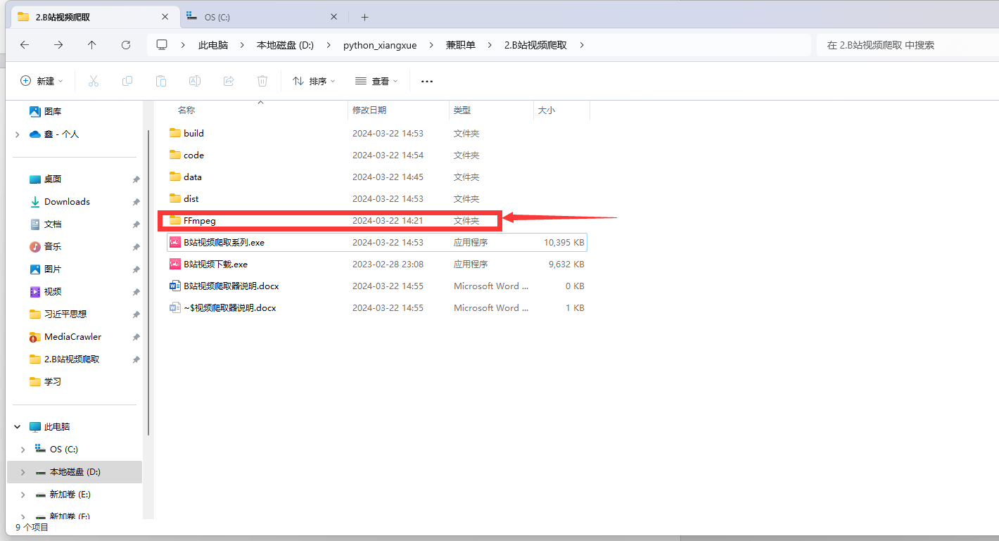 2.B站视频爬取
OS (C:)
此电脑 本地磁盘 (D:) python_xiangxue 兼职单 2.B站视频爬取
在 2.B站视频爬取 中搜索
新建 排序 查看
名称 修改日期 类型 大小
build 2024-03-22 14:53 文件夹
code 2024-03-22 14:54 文件夹
data 2024-03-22 14:45 文件夹
dist 2024-03-22 14:53 文件夹
FFmpeg 2024-03-22 14:21 文件夹
B站视频爬取系列.exe 2024-03-22 14:53 应用程序 10,395 KB
B站视频下载.exe 2023-02-28 23:08 应用程序 9,632 KB
B站视频爬取器说明.docx 2024-03-22 14:55 Microsoft Word ... 0 KB
~$视频爬取器说明.docx 2024-03-22 14:55 Microsoft Word ... 1 KB
图库
鑫 - 个人
桌面
Downloads
文档
音乐
图片
视频
习近平思想
MediaCrawler
2.B站视频爬取
学习
此电脑
OS (C:)
本地磁盘 (D:)
新加卷 (E:)
新加卷 (F:)
9 个项目